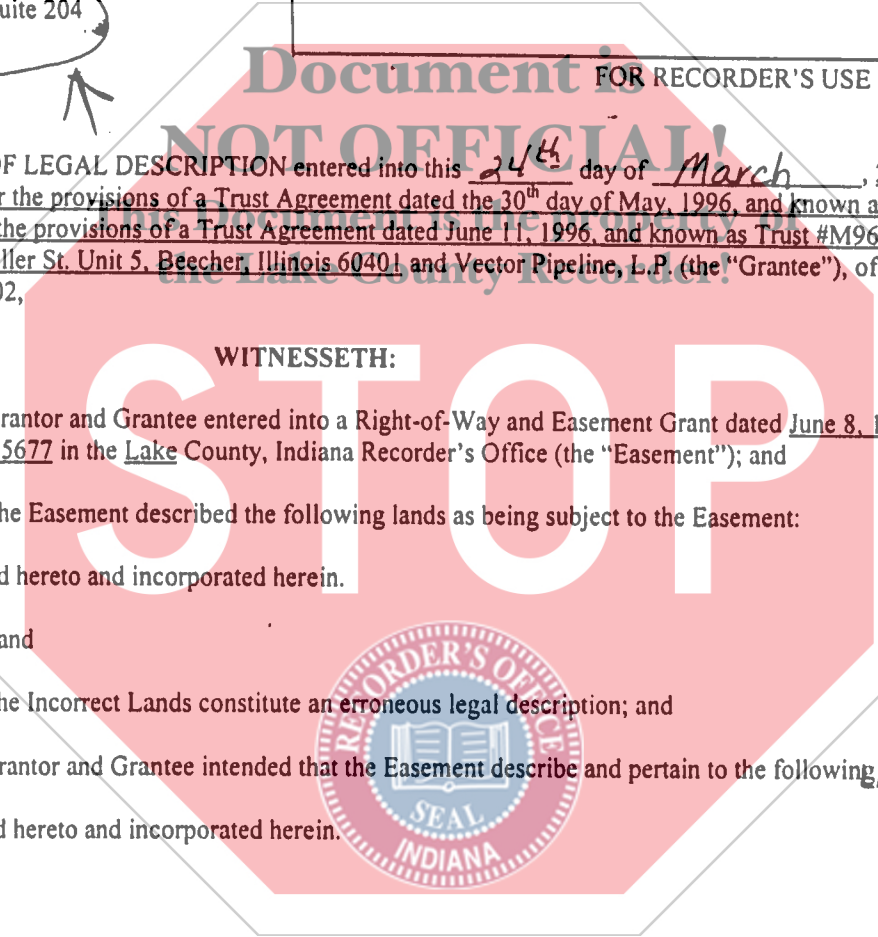 uite 204
Document is
FOR RECORDER'S USE
NOT OFFICIAL!
OF LEGAL DESCRIPTION entered into this 24th day of March,
r the provisions of a Trust Agreement dated the 30th day of May, 1996, and known a
This Document is the property of
the provisions of a Trust Agreement dated June 11, 1996, and known as Trust #M96
ller St. Unit 5, Beecher, Illinois 60401 and Vector Pipeline, L.P. (the "Grantee"), of
the Lake County Recorder!
02,
WITNESSETH:
STOP
rantor and Grantee entered into a Right-of-Way and Easement Grant dated June 8, 1
5677 in the Lake County, Indiana Recorder's Office (the "Easement"); and
he Easement described the following lands as being subject to the Easement:
d hereto and incorporated herein.
and
RECORDER'S OFFICE
he Incorrect Lands constitute an erroneous legal description; and
rantor and Grantee intended that the Easement describe and pertain to the following
SEAL
d hereto and incorporated herein.
INDIANA